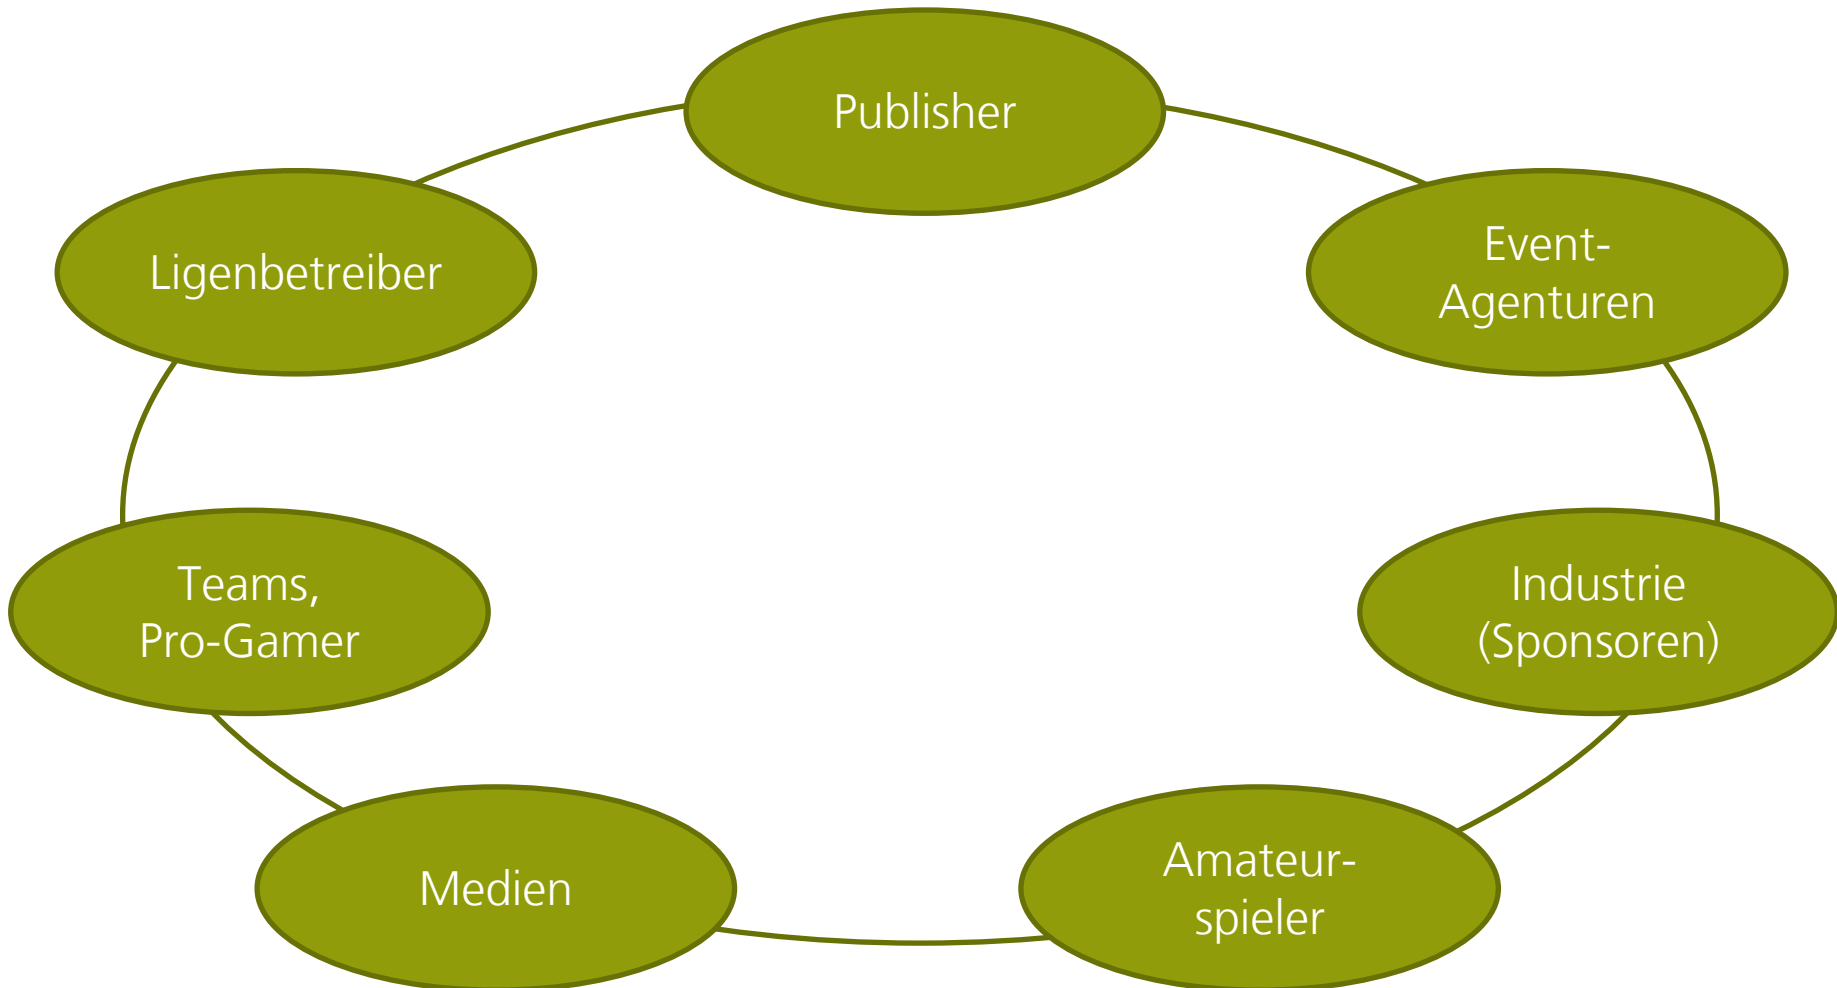 Publisher
Ligenbetreiber
Event-
Agenturen
Teams,
Pro-Gamer
Industrie
(Sponsoren)
Medien
Amateur-
spieler